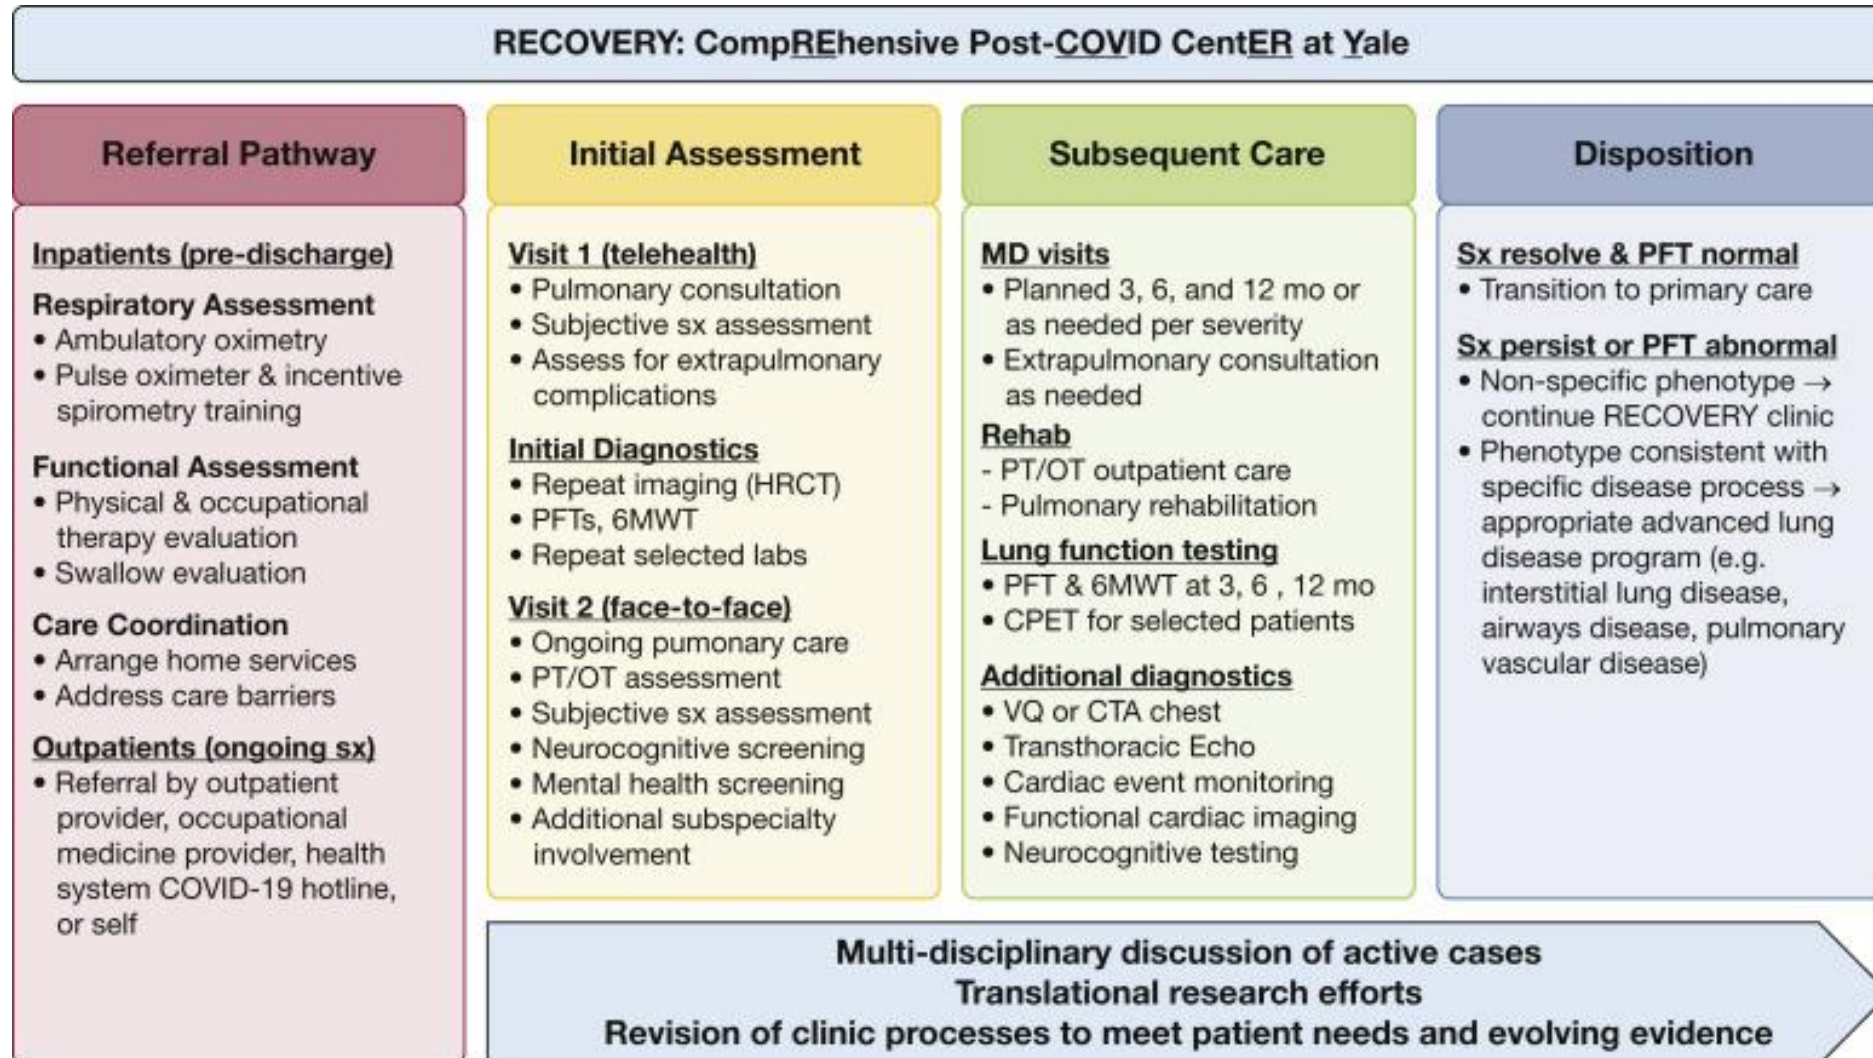 RECOVERY: CompREhensive Post-COVID CentER at Yale
Referral Pathway
Inpatients (pre-discharge)
Respiratory Assessment
• Ambulatory oximetry
• Pulse oximeter & incentive
spirometry training
Functional Assessment
• Physical & occupational
therapy evaluation
• Swallow evaluation
Care Coordination
• Arrange home services
• Address care barriers
Outpatients (ongoing sx)
• Referral by outpatient
provider, occupational
medicine provider, health
system COVID-19 hotline,
or self
Initial Assessment
Visit 1 (telehealth)
• Pulmonary consultation
• Subjective sx assessment
• Assess for extrapulmonary
complications
Initial Diagnostics
• Repeat imaging (HRCT)
• PFTs, 6MWT
• Repeat selected labs
Visit 2 (face-to-face)
• Ongoing pumonary care
• PT/OT assessment
• Subjective sx assessment
• Neurocognitive screening
• Mental health screening
• Additional subspecialty
involvement
Subsequent Care
MD visits
• Planned 3, 6, and 12 mo or
as needed per severity
• Extrapulmonary consultation
as needed
Rehab
- PT/OT outpatient care
- Pulmonary rehabilitation
Lung function testing
• PFT & 6MWT at 3, 6 , 12 mo
• CPET for selected patients
Additional diagnostics
• VQ or CTA chest
• Transthoracic Echo
• Cardiac event monitoring
• Functional cardiac imaging
• Neurocognitive testing
Disposition
Sx resolve & PFT normal
• Transition to primary care
Sx persist or PFT abnormal
• Non-specific phenotype →
continue RECOVERY clinic
• Phenotype consistent with
specific disease process →
appropriate advanced lung
disease program (e.g.
interstitial lung disease,
airways disease, pulmonary
vascular disease)
Multi-disciplinary discussion of active cases
Translational research efforts
Revision of clinic processes to meet patient needs and evolving evidence